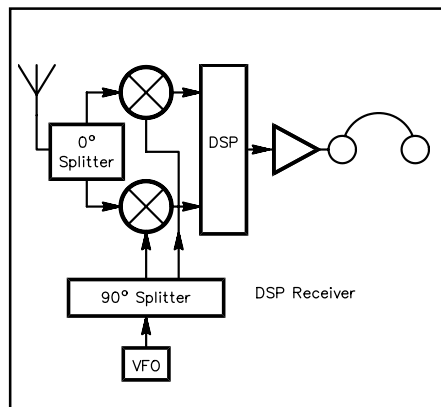 0°
Splitter
DSP
90° Splitter
DSP Receiver
VFO